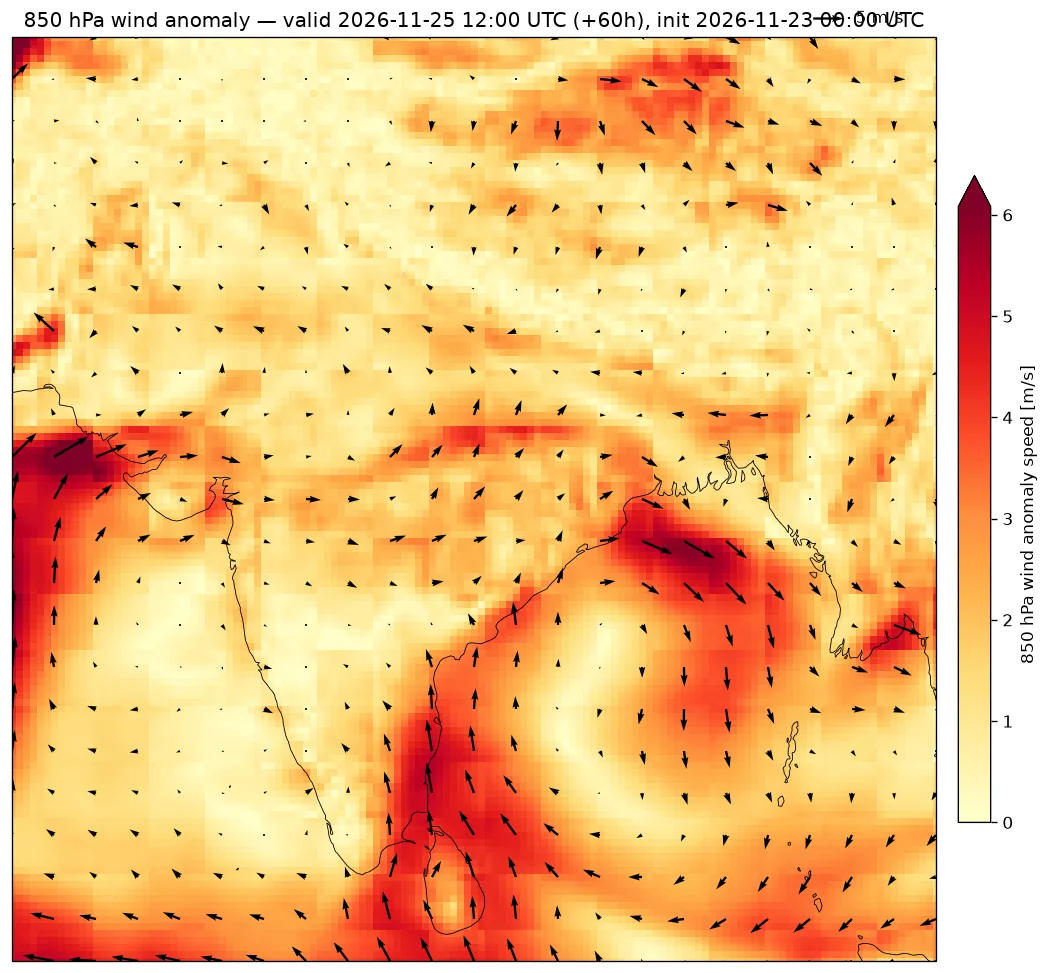 850 hPa wind anomaly — valid 2026-11-25 12:00 UTC (+60h), init 2026-11-23 00:00 UTC
5 m/s
6
5
4
3
2
1
0
850 hPa wind anomaly speed [m/s]